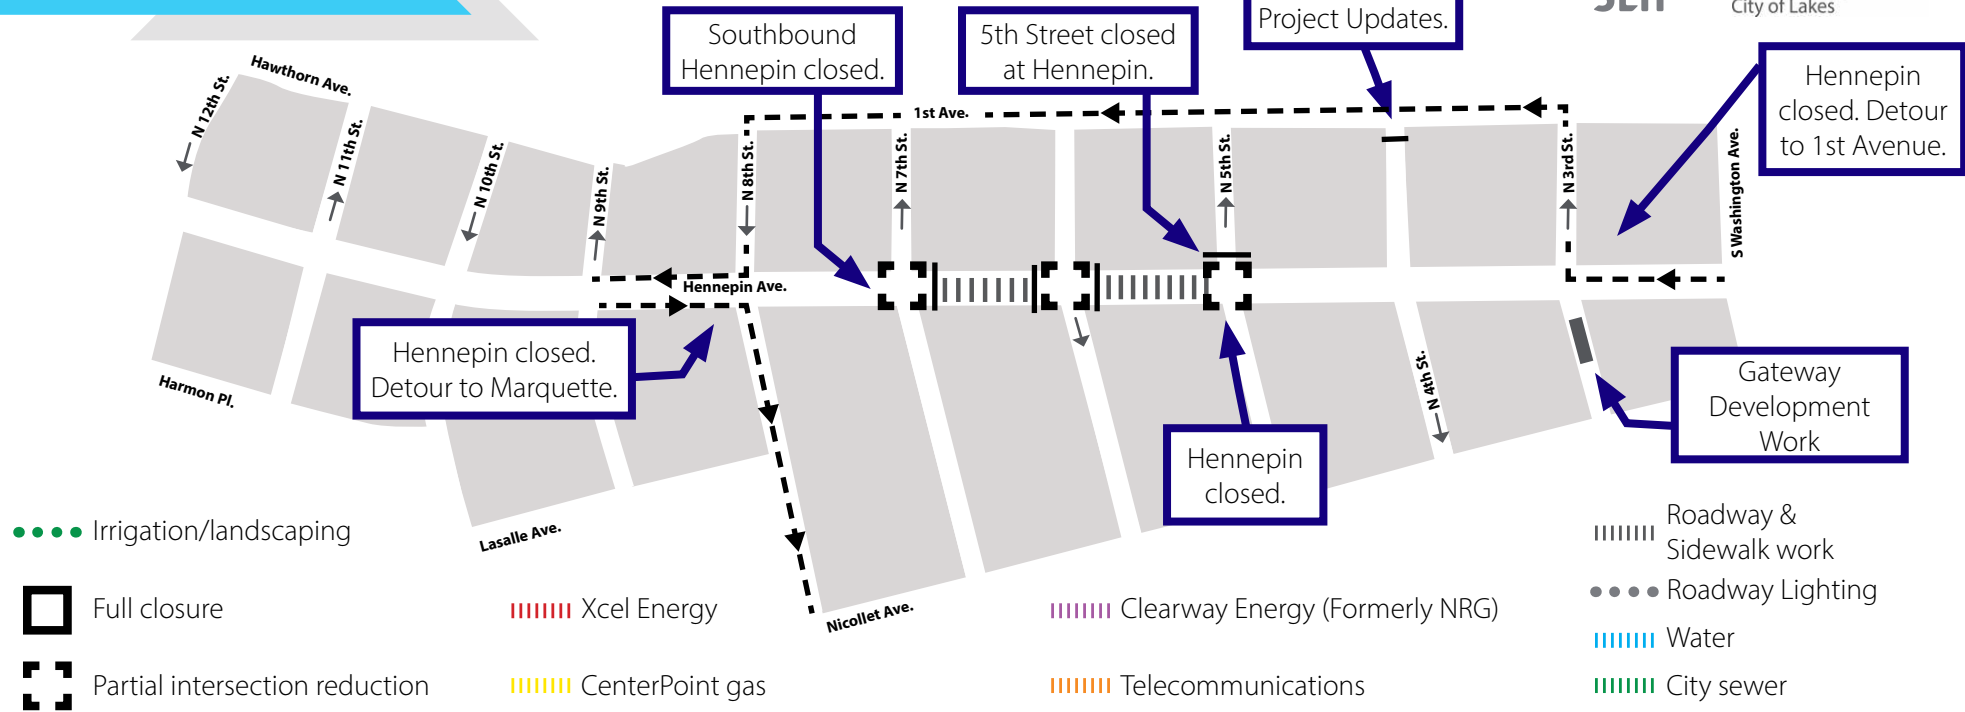 City of Lakes
Project Updates.
Southbound
Hennepin closed.
5th Street closed
at Hennepin.
Hennepin
closed. Detour
to 1st Avenue.
Hawthorn Ave.
N 12th St.
N 11th St.
N 10th St.
N 9th St.
N 8th St.
1st Ave.
N 7th St.
N 5th St.
N 3rd St.
S Washington Ave.
Hennepin Ave.
Hennepin closed.
Detour to Marquette.
N 4th St.
Gateway
Development
Work
Hennepin
closed.
Harmon Pl.
Lasalle Ave.
Nicollet Ave.
Irrigation/landscaping
Full closure
Partial intersection reduction
Xcel Energy
CenterPoint gas
Clearway Energy (Formerly NRG)
Telecommunications
Roadway &
Sidewalk work
Roadway Lighting
Water
City sewer